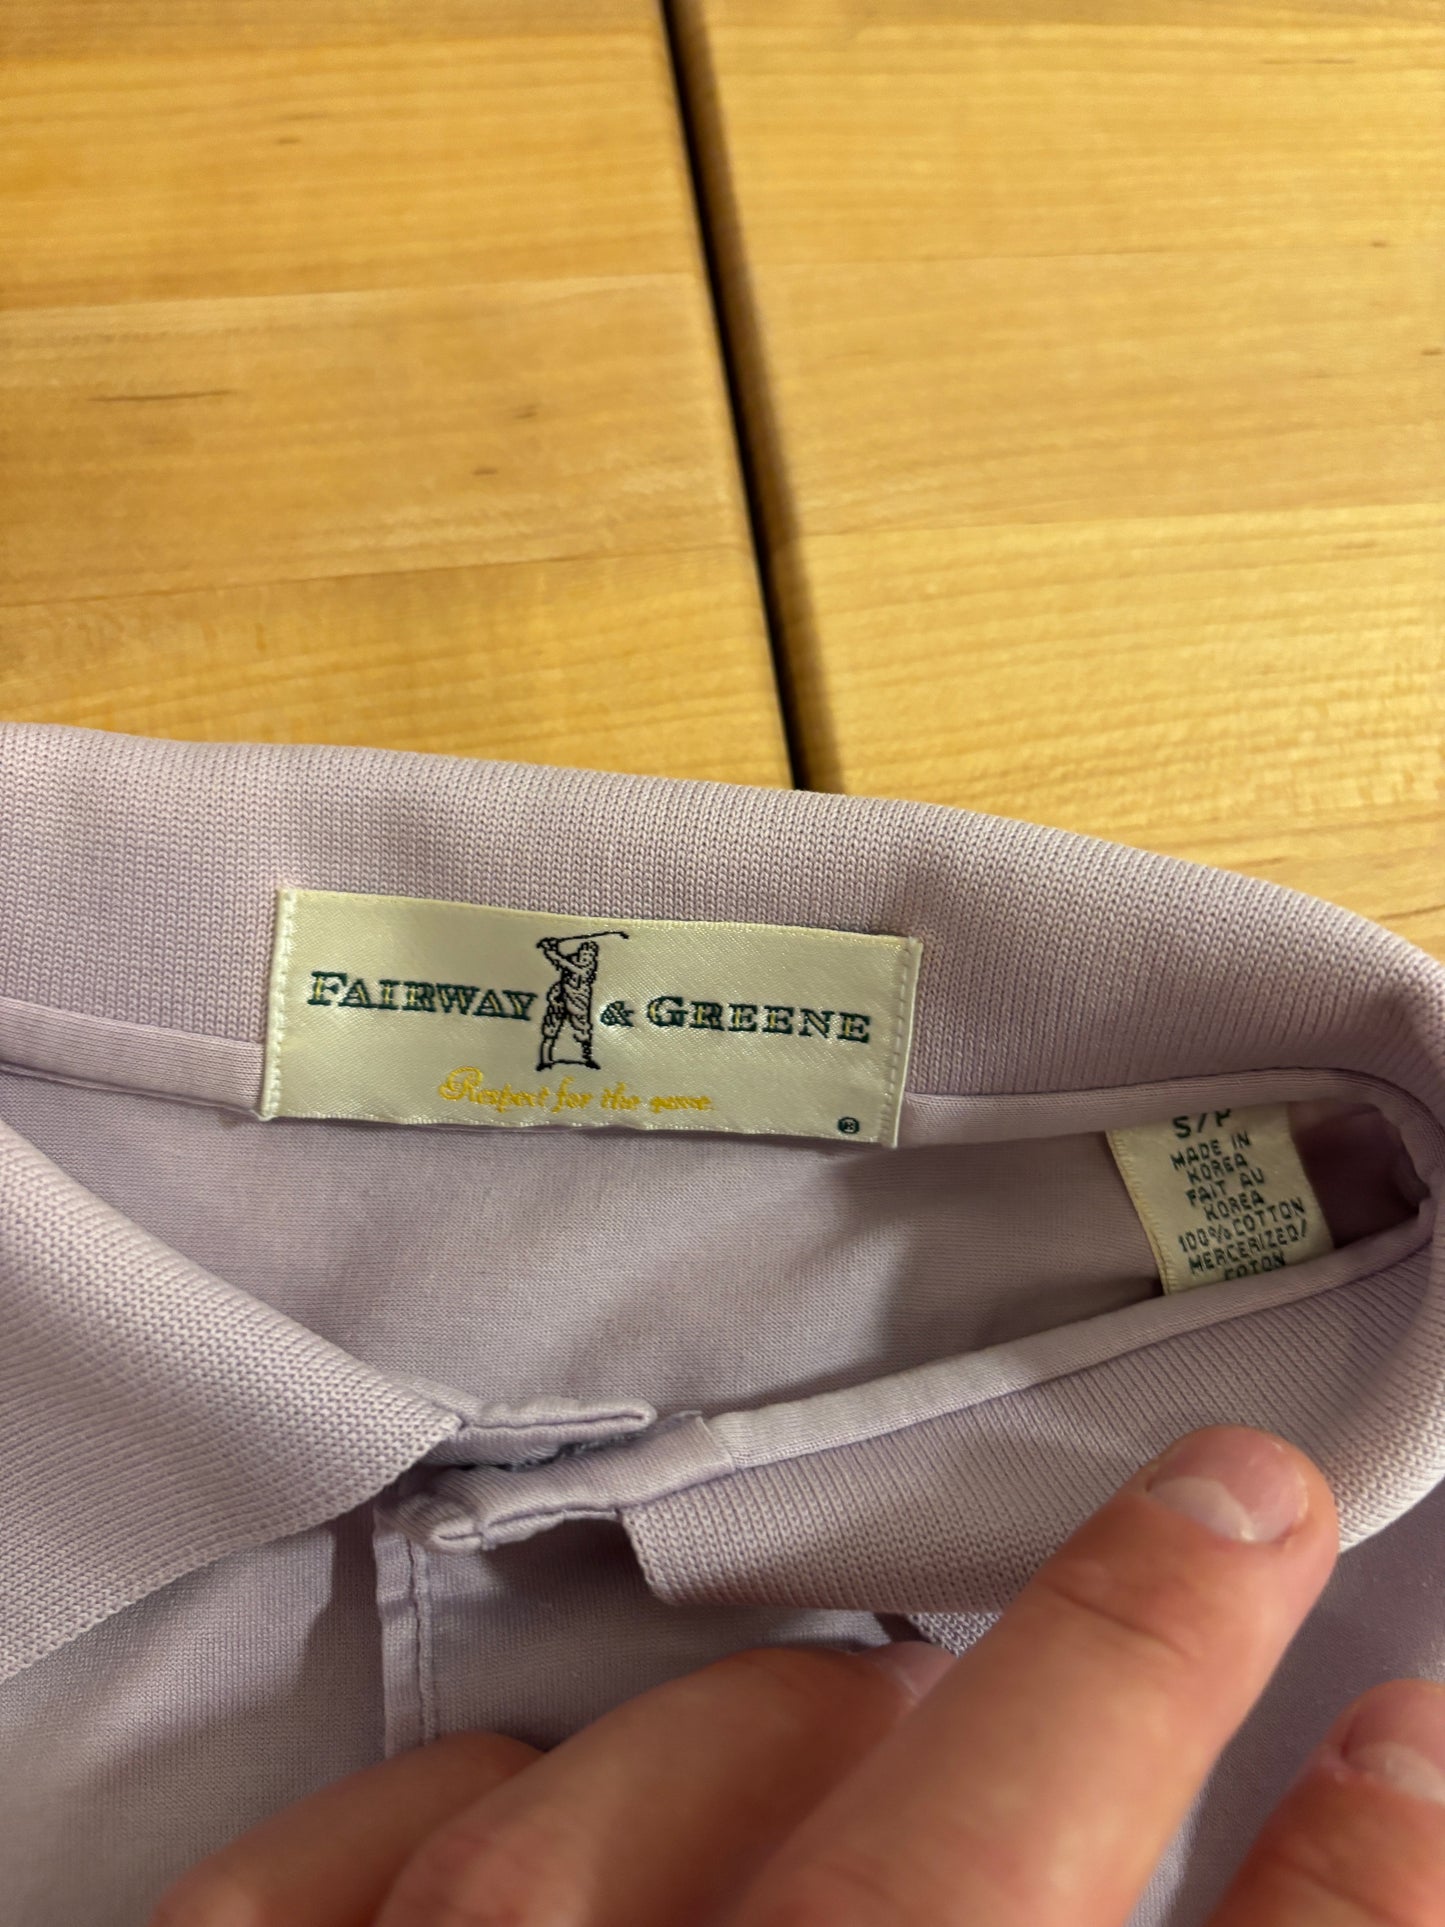 FAIRWAY & GREENE
Respect for the game.
®
S/P
MADE IN
KOREA
FAIT AU
KOREA
100% COTTON
MERCERIZED/
COTON